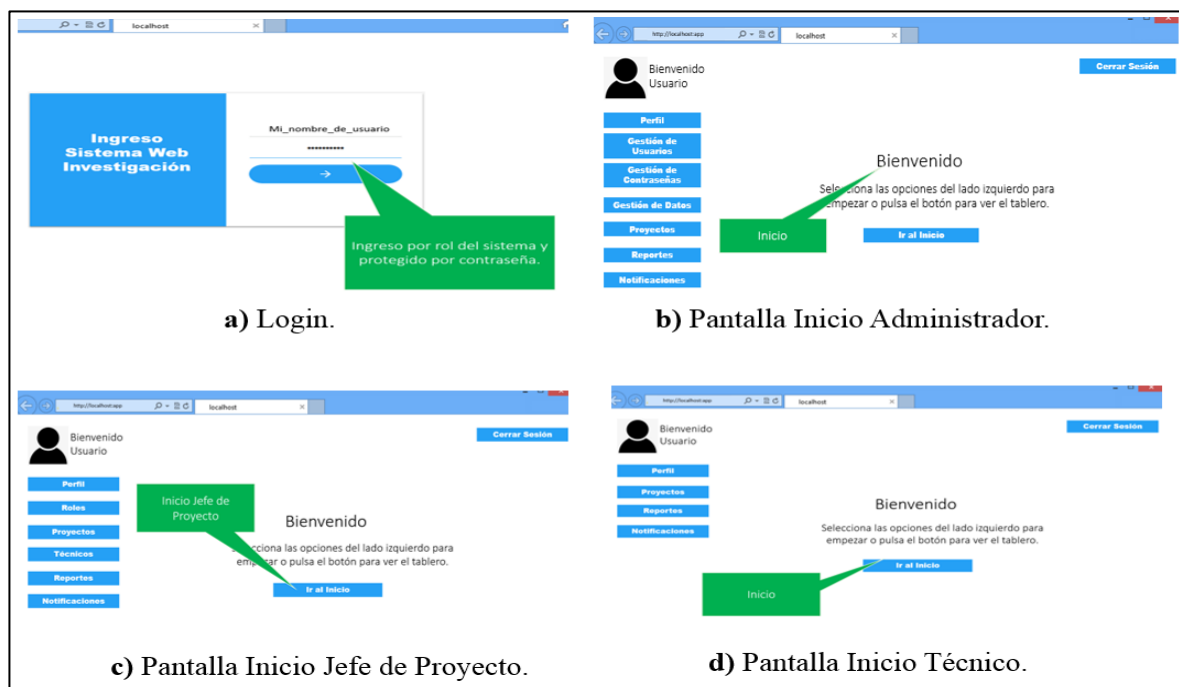 localhost
Ingreso
Sistema Web
Investigación
Mi_nombre_de_usuario
••••••••••
Ingreso por rol del sistema y
protegido por contraseña.
a) Login.
http://localhost:app
localhost
Bienvenido
Usuario
Cerrar Sesión
Perfil
Gestión de
Usuarios
Gestión de
Contraseñas
Gestión de Datos
Proyectos
Reportes
Notificaciones
Bienvenido
Selecciona las opciones del lado izquierdo para
empezar o pulsa el botón para ver el tablero.
Inicio
Ir al Inicio
b) Pantalla Inicio Administrador.
http://localhost:app
localhost
Bienvenido
Usuario
Cerrar Sesión
Perfil
Roles
Proyectos
Técnicos
Reportes
Notificaciones
Inicio Jefe de
Proyecto
Bienvenido
Selecciona las opciones del lado izquierdo para
empezar o pulsa el botón para ver el tablero.
Ir al Inicio
c) Pantalla Inicio Jefe de Proyecto.
http://localhost:app
localhost
Bienvenido
Usuario
Cerrar Sesión
Perfil
Proyectos
Reportes
Notificaciones
Bienvenido
Selecciona las opciones del lado izquierdo para
empezar o pulsa el botón para ver el tablero.
Ir al Inicio
Inicio
d) Pantalla Inicio Técnico.